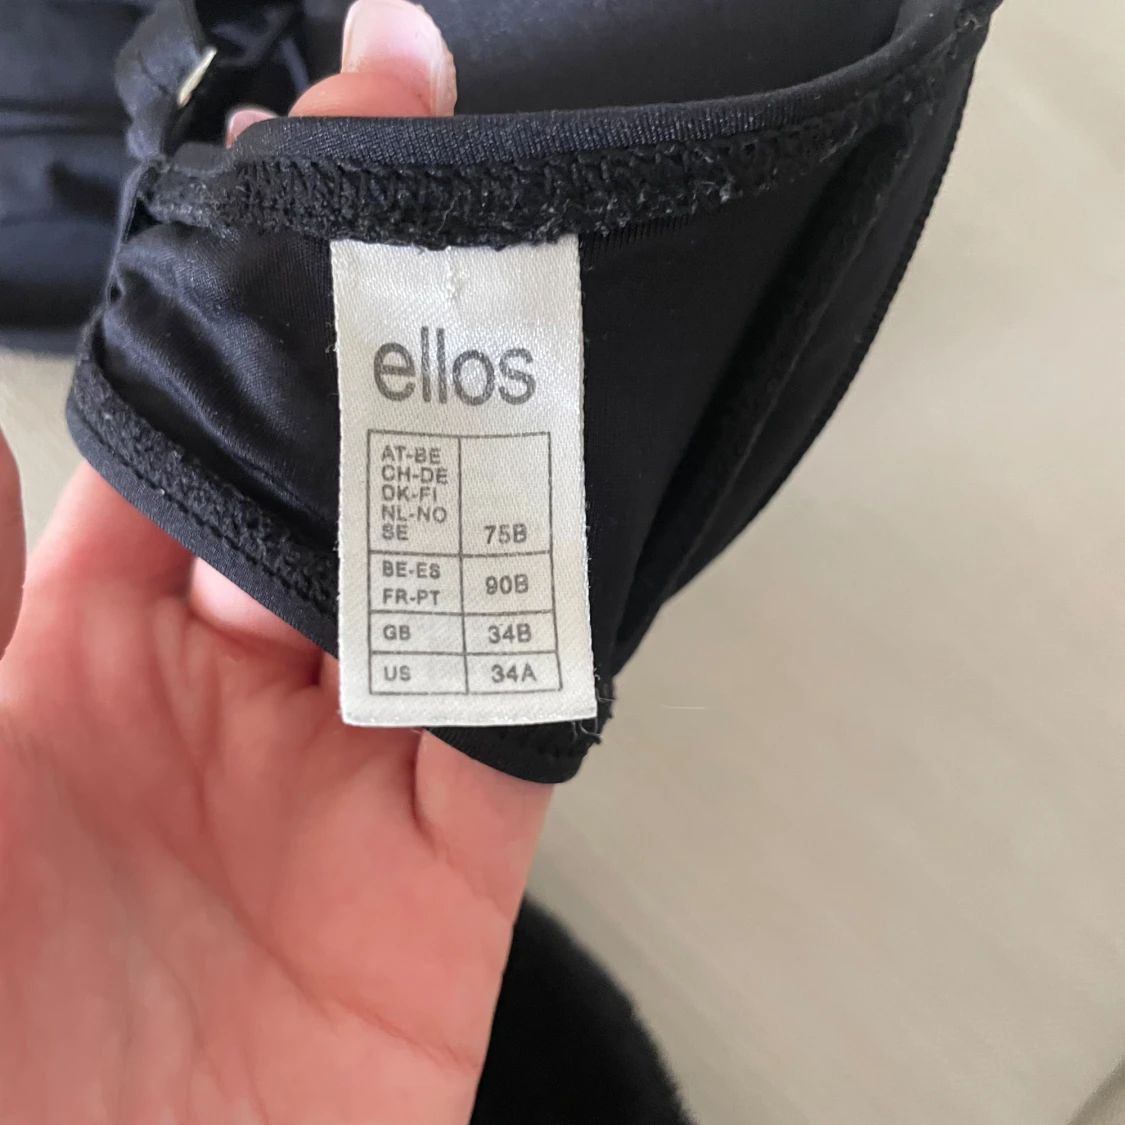 ellos
AT-BE
CH-DE
DK-FI
NL-NO
SE 75B
BE-ES
FR-PT 90B
GB 34B
US 34A